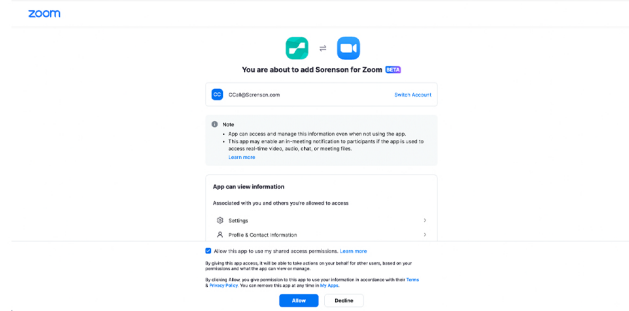 zoom
You are about to add Sorenson for Zoom BETA
CC
CCall@Sorenson.com
Switch Account
Note
• App can access and manage this information even when not using the app.
• This app may enable an in-meeting notification to participants if the app is used to
access real-time video, audio, chat, or meeting files.
Learn more
App can view information
Associated with you and others you're allowed to access
Settings
Profile & Contact Information
Allow this app to use my shared access permissions. Learn more
By giving this app access, it will be able to take actions on your behalf for other users, based on your
permissions and what the app can view or manage.
By clicking Allow, you give permission to this app to use your information in accordance with their Terms
& Privacy Policy. You can remove this app at any time in My Apps.
Allow
Decline